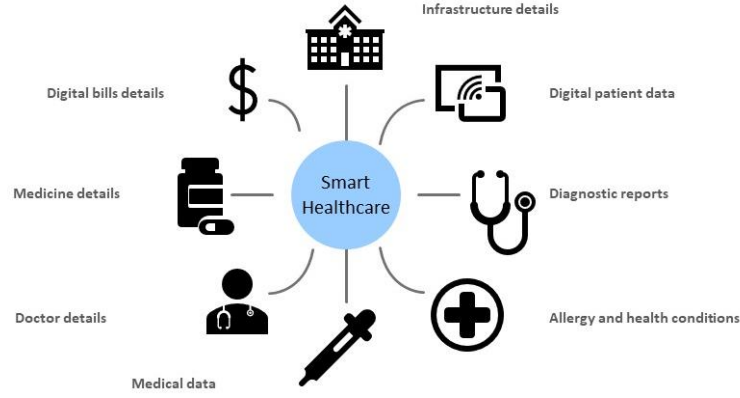 Infrastructure details
Digital bills details
Digital patient data
Medicine details
Smart
Healthcare
Diagnostic reports
Doctor details
Allergy and health conditions
Medical data